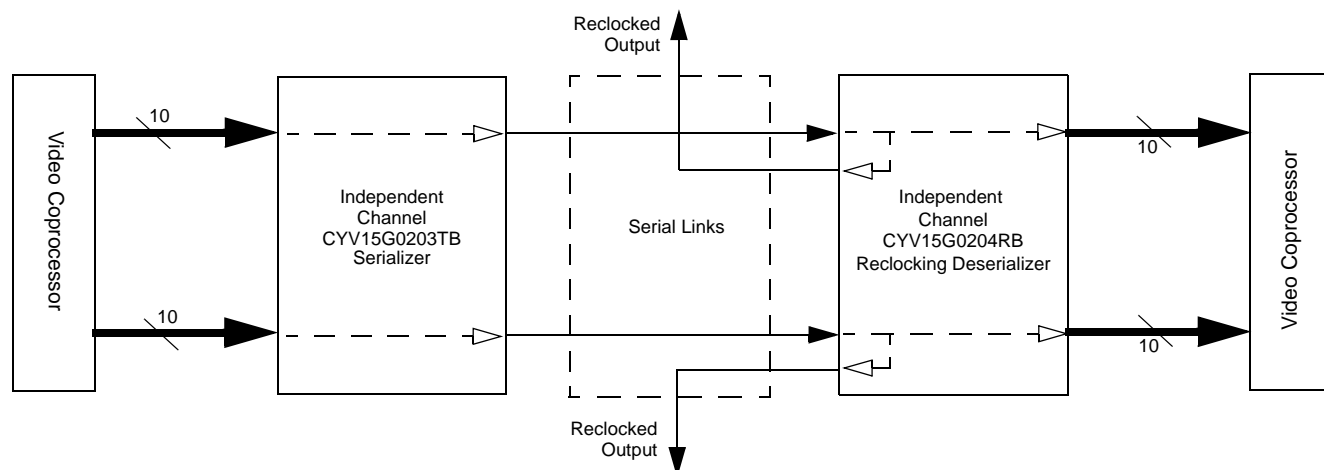 Reclocked
Output
10
10
Video Coprocessor
Independent
Channel
CYV15G0203TB
Serializer
Serial Links
Independent
Channel
CYV15G0204RB
Reclocking Deserializer
Video Coprocessor
10
10
Reclocked
Output